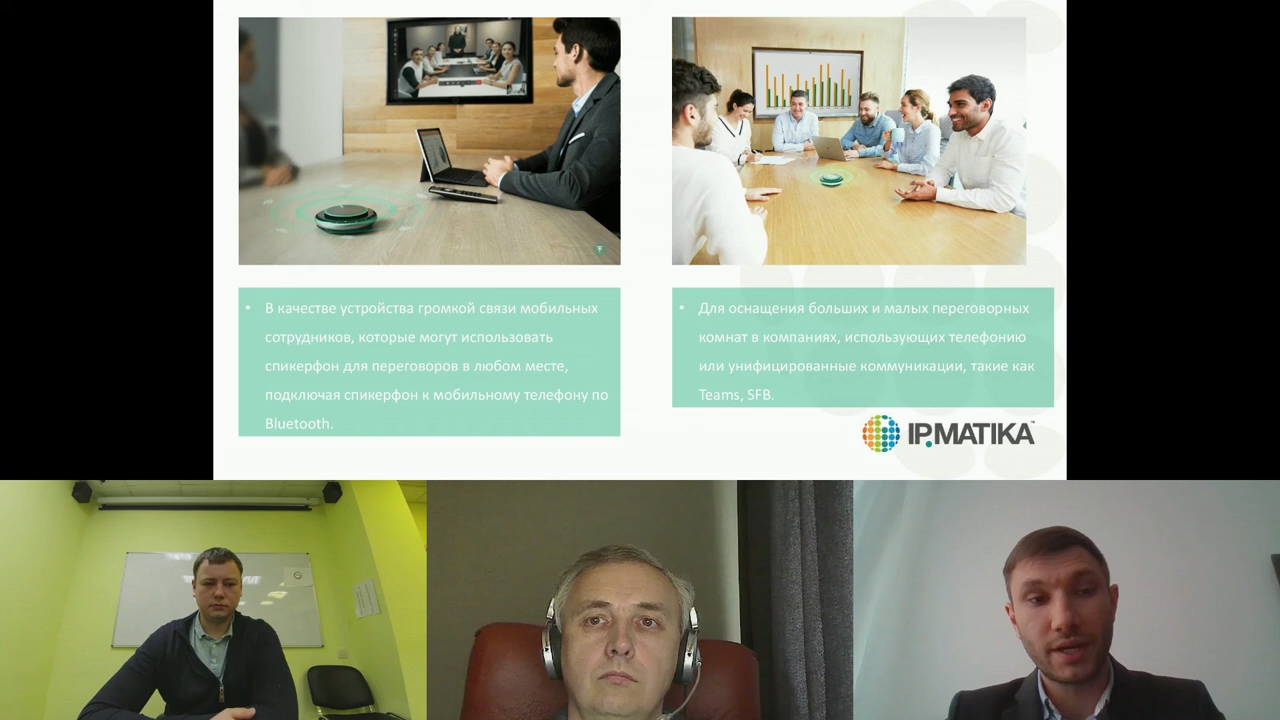 В качестве устройства громкой связи мобильных
сотрудников, которые могут использовать
спикерфон для переговоров в любом месте,
подключая спикерфон к мобильному телефону по
Bluetooth.
Для оснащения больших и малых переговорных
комнат в компаниях, использующих телефонию
или унифицированные коммуникации, такие как
Teams, SFB.
IPMATIKA